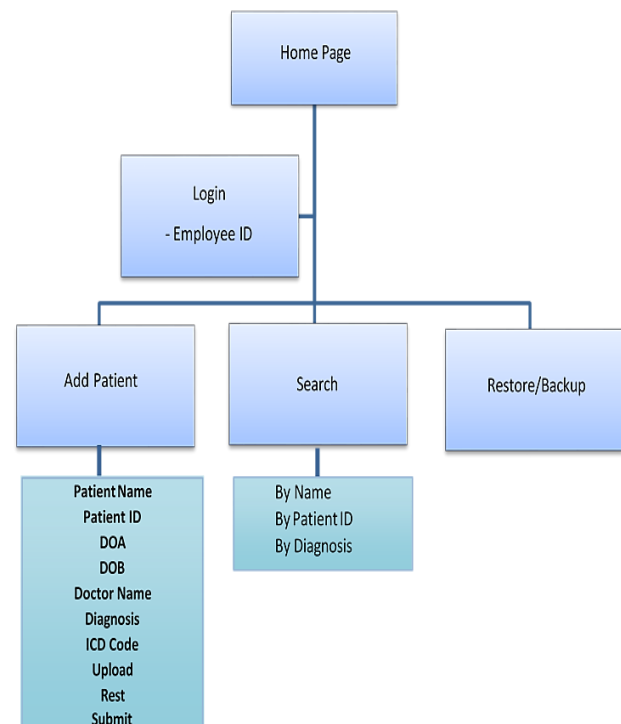 Home Page
Login
- Employee ID
Add Patient
Search
Restore/Backup
Patient Name
Patient ID
DOA
DOB
Doctor Name
Diagnosis
ICD Code
Upload
Rest
Submit
By Name
By Patient ID
By Diagnosis